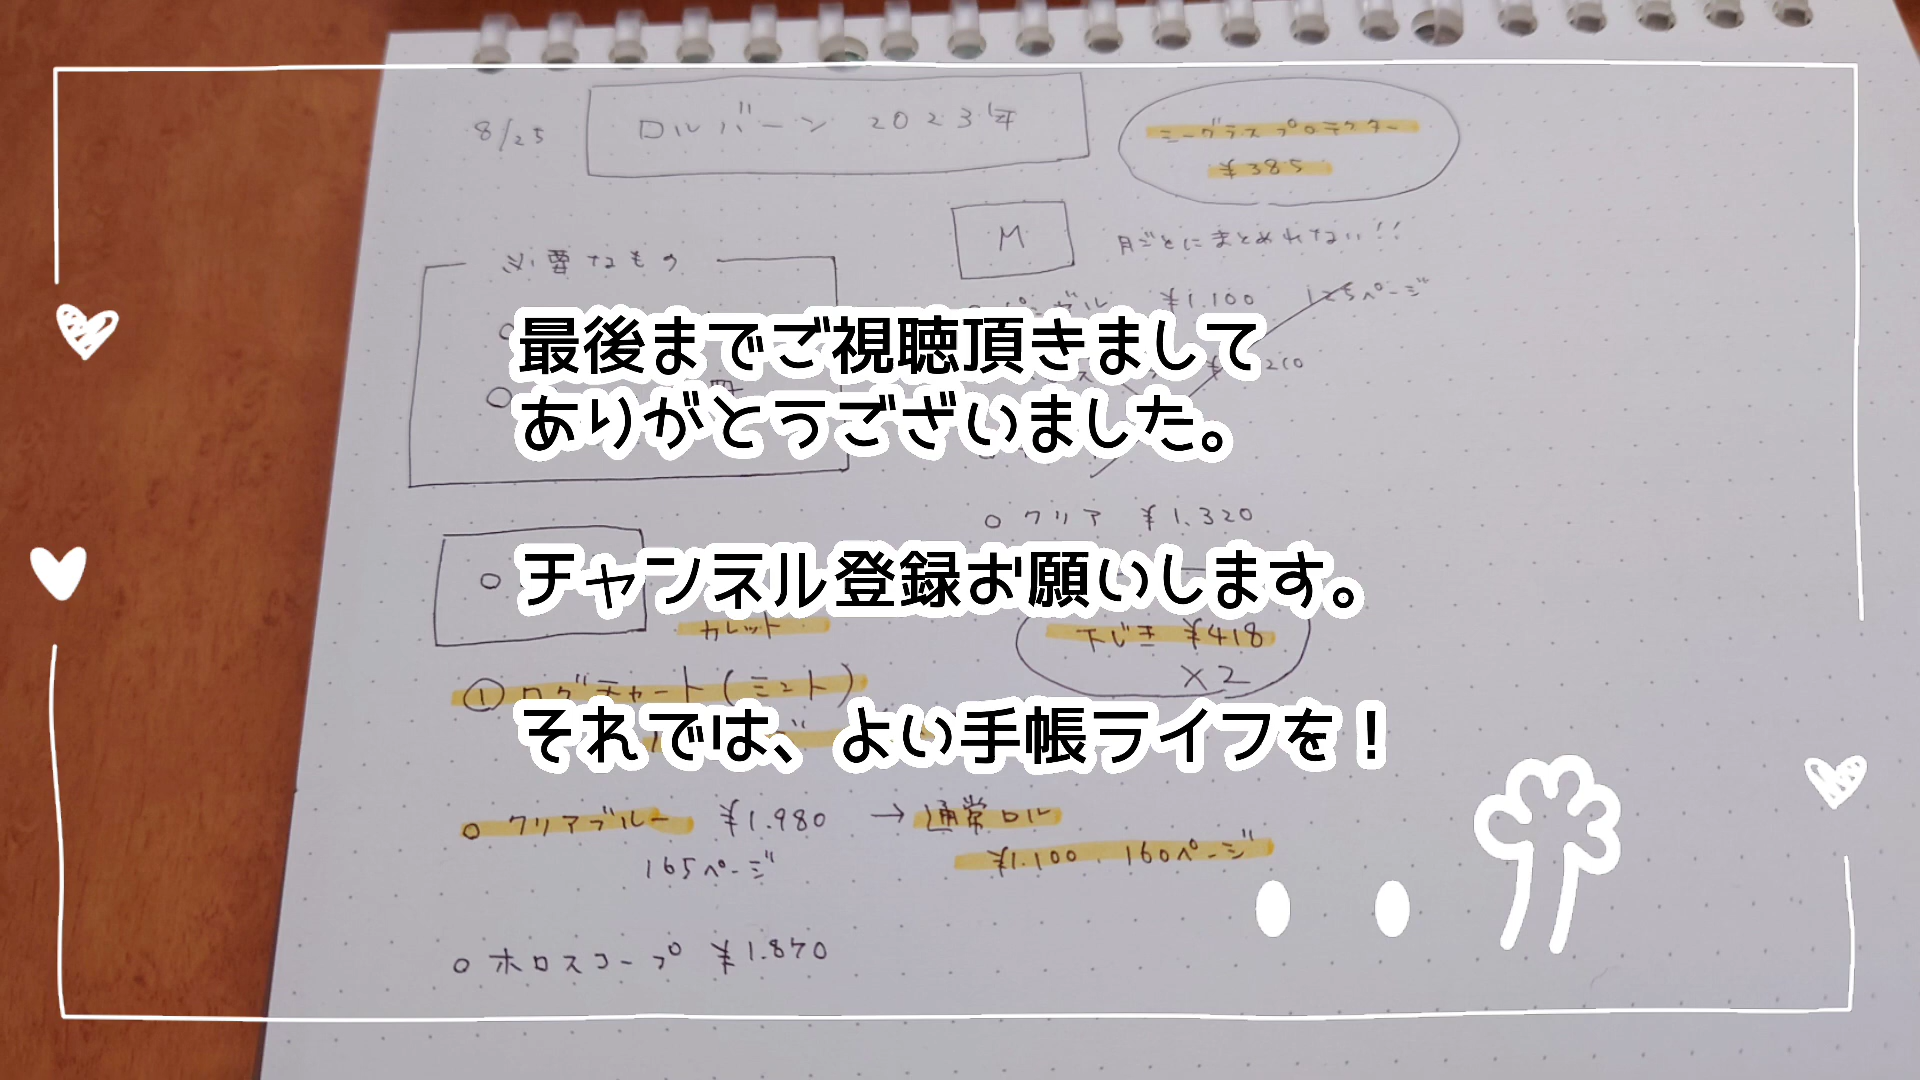 8/25
ロルバーン 2023年
ミニグラスプロテクター
¥385
必要なもの
M
月ごとにまとめれない!!
¥1.100 125ページ
最後までご視聴頂きまして
ありがとうございました。
○ クリア ¥1.320
チャンネル登録お願いします。
カレット
下じき ¥418
×2
① ログチャート(ミント)
それでは、よい手帳ライフを！
○ クリアブルー ¥1.980 → 通常ロル
165ページ
¥1.100 160ページ
○ ホロスコープ ¥1.870